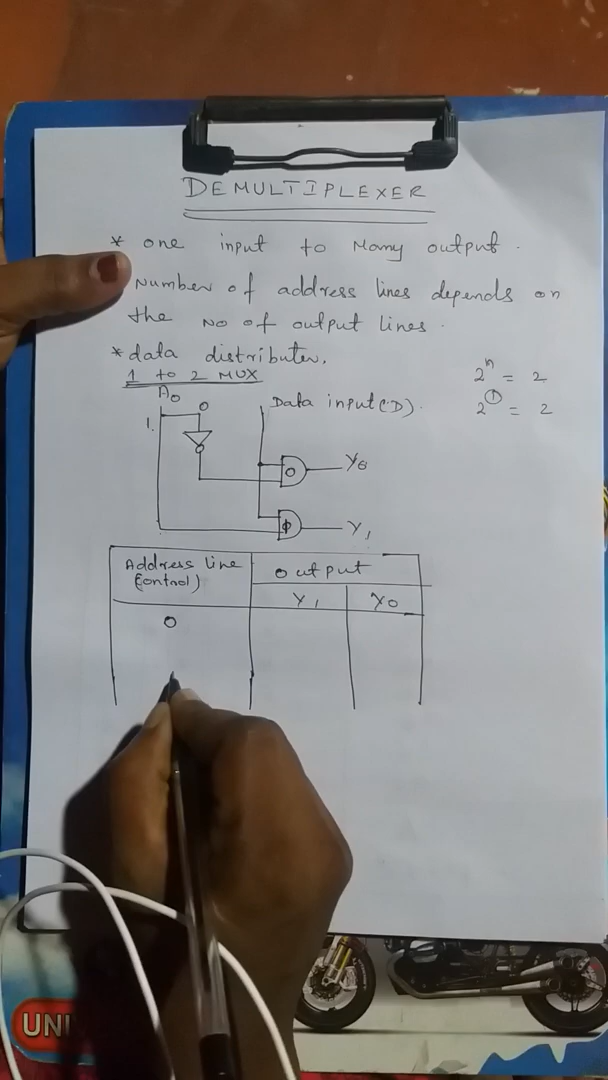 DEMULTIPLEXER
* one input to Many output.
Number of address lines depends on
the No of output lines.
* data distributer.
1 to 2 MUX
2^n = 2
2^1 = 2
A0
0
Data input (D).
1.
0
Y0
Y1
Address line
(control)
output
Y1
Y0
0
UNI